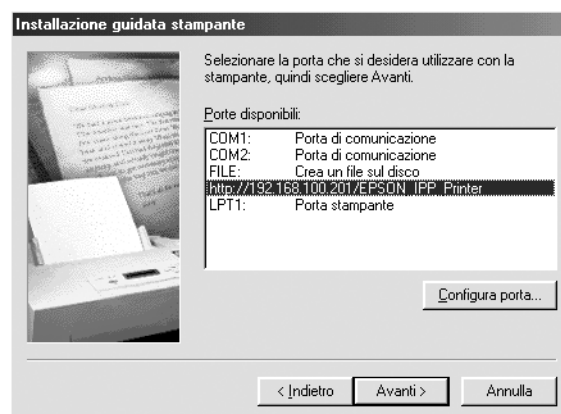 Installazione guidata stampante
Selezionare la porta che si desidera utilizzare con la
stampante, quindi scegliere Avanti.
Porte disponibili:
COM1: Porta di comunicazione
COM2: Porta di comunicazione
FILE: Crea un file sul disco
http://192.168.100.201/EPSON_IPP_Printer
LPT1: Porta stampante
Configura porta...
< Indietro
Avanti >
Annulla